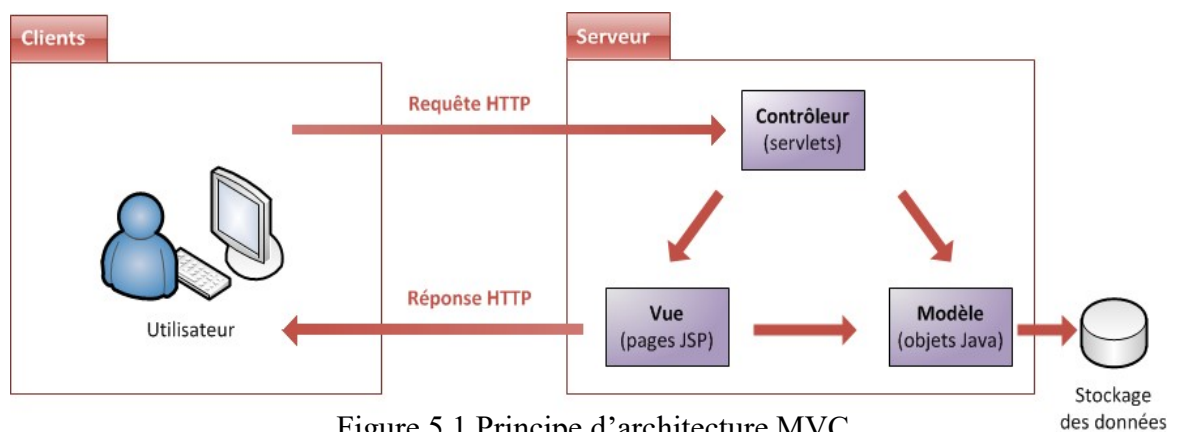 Clients
Serveur
Requête HTTP
Contrôleur
(servlets)
Réponse HTTP
Utilisateur
Vue
(pages JSP)
Modèle
(objets Java)
Stockage
des données
Figure 5.1 Principe d'architecture MVC